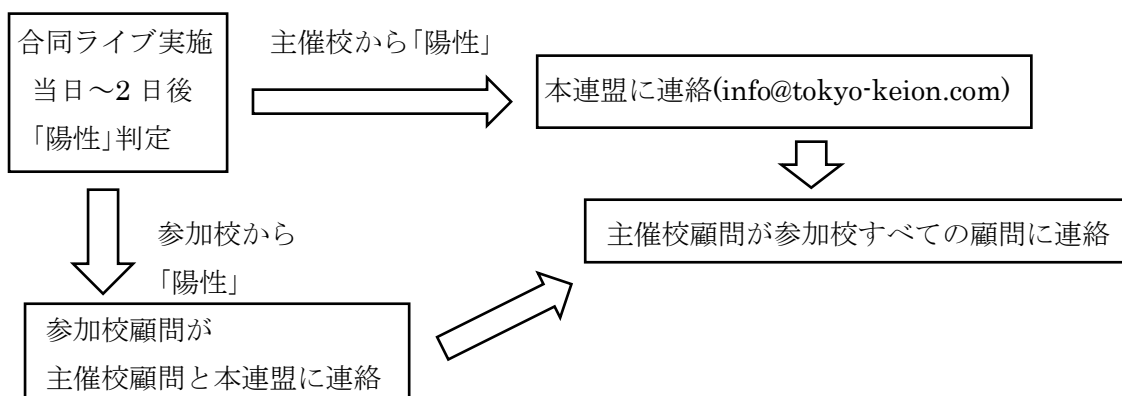 合同ライブ実施
当日～2 日後
「陽性」判定
主催校から「陽性」
本連盟に連絡(info@tokyo-keion.com)
主催校顧問が参加校すべての顧問に連絡
参加校から
「陽性」
参加校顧問が
主催校顧問と本連盟に連絡